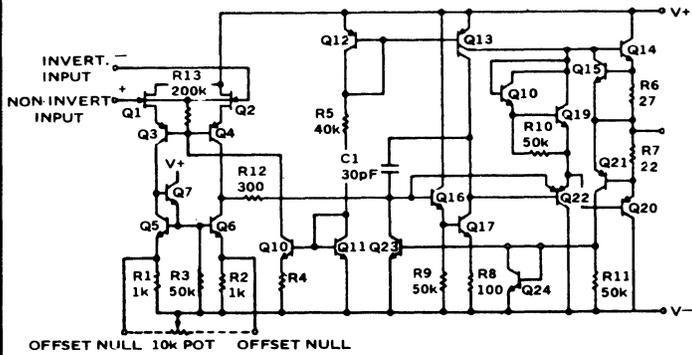 V+
Q12
Q13
Q14
INVERT. −
INPUT
R13
200k
Q15
NON-INVERT +
INPUT
Q1
Q2
Q10
R6
27
R5
40k
Q3
Q4
R10
50k
Q19
V+
C1
30pF
R7
22
Q7
R12
300
Q21
Q16
Q22
Q20
Q5
Q6
Q17
Q10
Q11
Q23
R1
1k
R3
50k
R2
1k
R4
R9
50k
R8
100
Q24
R11
50k
V−
OFFSET NULL 10k POT OFFSET NULL